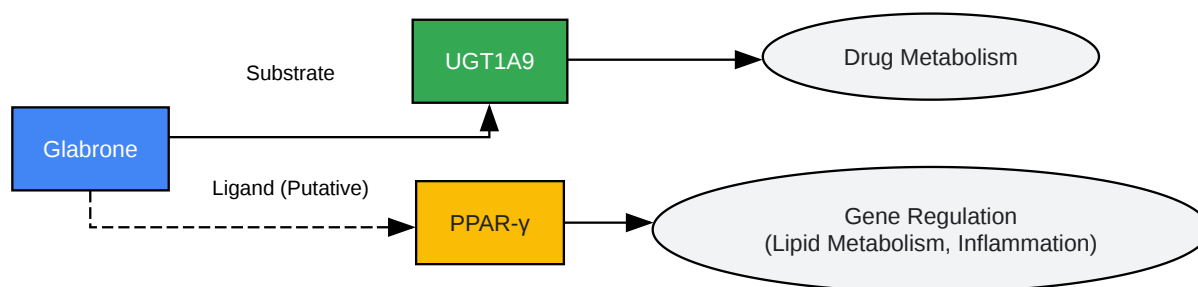 Substrate
UGT1A9
Drug Metabolism
Glabrone
Ligand (Putative)
PPAR-γ
Gene Regulation
(Lipid Metabolism, Inflammation)